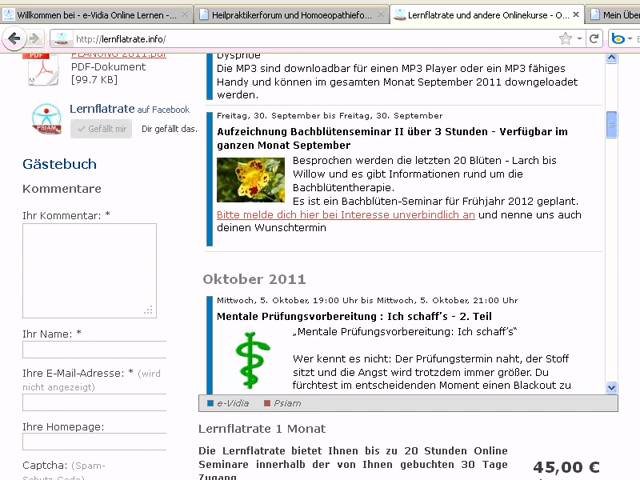 Willkommen bei - e-Vidia Online Lernen -...
Heilpraktikerforum und Homoeopathiefo...
Lernflatrate und andere Onlinekurse - O...
Mein Über
http://lernflatrate.info/
b
PLANUNG 2011.pdf
PDF-Dokument
[99.7 KB]
Lernflatrate auf Facebook
PSIAM
Gefällt mir
Dir gefällt das.
Gästebuch
Kommentare
Ihr Kommentar: *
Ihr Name: *
Ihre E-Mail-Adresse: * (wird
nicht angezeigt)
Ihre Homepage:
Captcha: (Spam-
Schutz-Code)
Die MP3 sind downloadbar für einen MP3 Player oder ein MP3 fähiges
Handy und können im gesamten Monat September 2011 downgeloadet
werden.
Freitag, 30. September bis Freitag, 30. September
Aufzeichnung Bachblütenseminar II über 3 Stunden - Verfügbar im
ganzen Monat September
Besprochen werden die letzten 20 Blüten - Larch bis
Willow und es gibt Informationen rund um die
Bachblütentherapie.
Es ist ein Bachblüten-Seminar für Frühjahr 2012 geplant.
Bitte melde dich hier bei Interesse unverbindlich an und nenne uns auch
deinen Wunschtermin
Oktober 2011
Mittwoch, 5. Oktober, 19:00 Uhr bis Mittwoch, 5. Oktober, 21:00 Uhr
Mentale Prüfungsvorbereitung : Ich schaff's - 2. Teil
„Mentale Prüfungsvorbereitung: Ich schaff's“
Wer kennt es nicht: Der Prüfungstermin naht, der Stoff
sitzt und die Angst wird trotzdem immer größer. Du
fürchtest im entscheidenden Moment einen Blackout zu
e-Vidia
Psiam
Lernflatrate 1 Monat
Die Lernflatrate bietet Ihnen bis zu 20 Stunden Online
Seminare innerhalb der von Ihnen gebuchten 30 Tage
Zugang
45,00 €